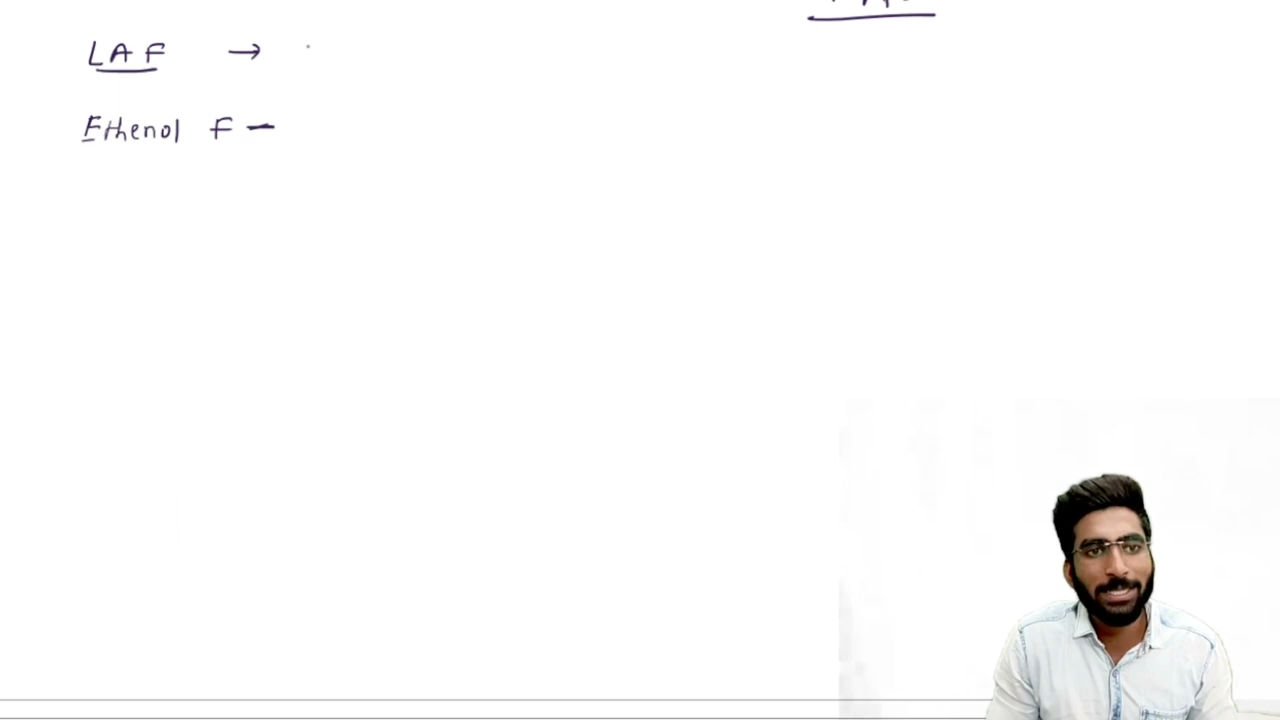 LAF →
Ethenol F -